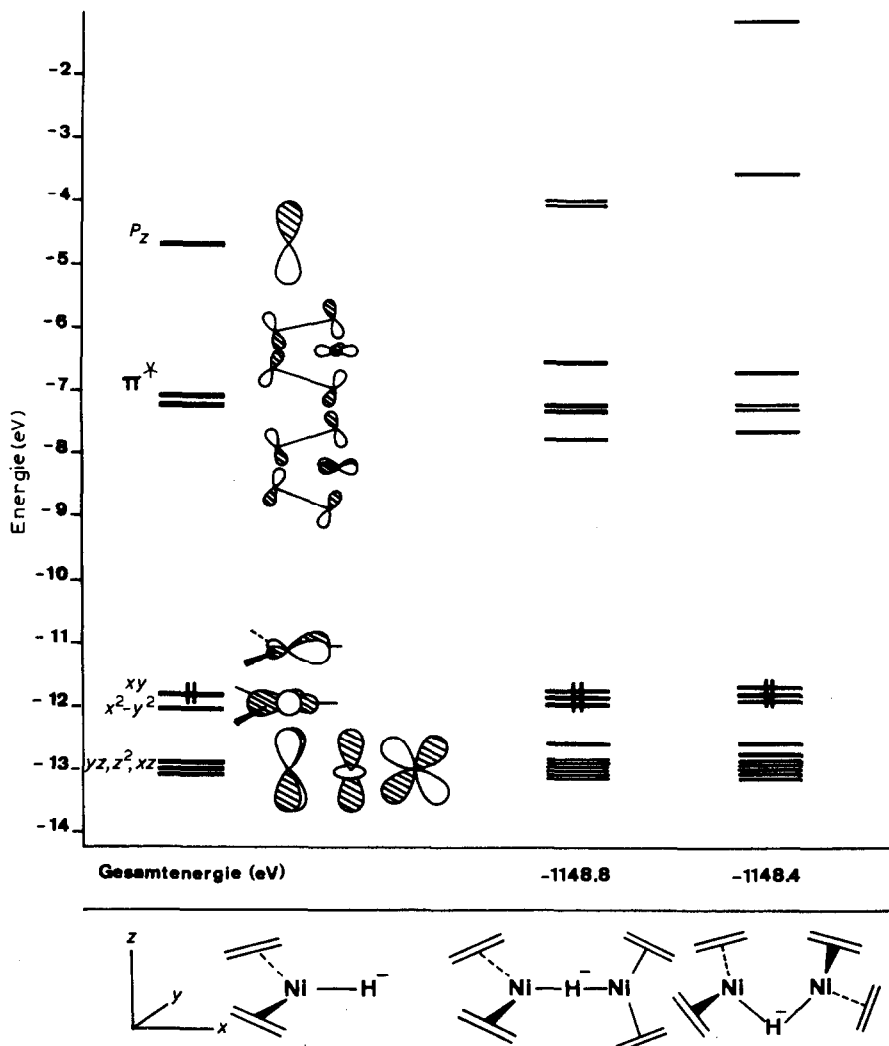 -2
-3
-4
Pz
-5
-6
π*
-7
-8
-9
-10
-11
xy
-12
x²-y²
yz, z², xz
-13
-14
Energie (eV)
Gesamtenergie (eV) -1148.8 -1148.4
z
y
x
Ni H⁻
Ni H⁻ Ni
Ni Ni
H⁻